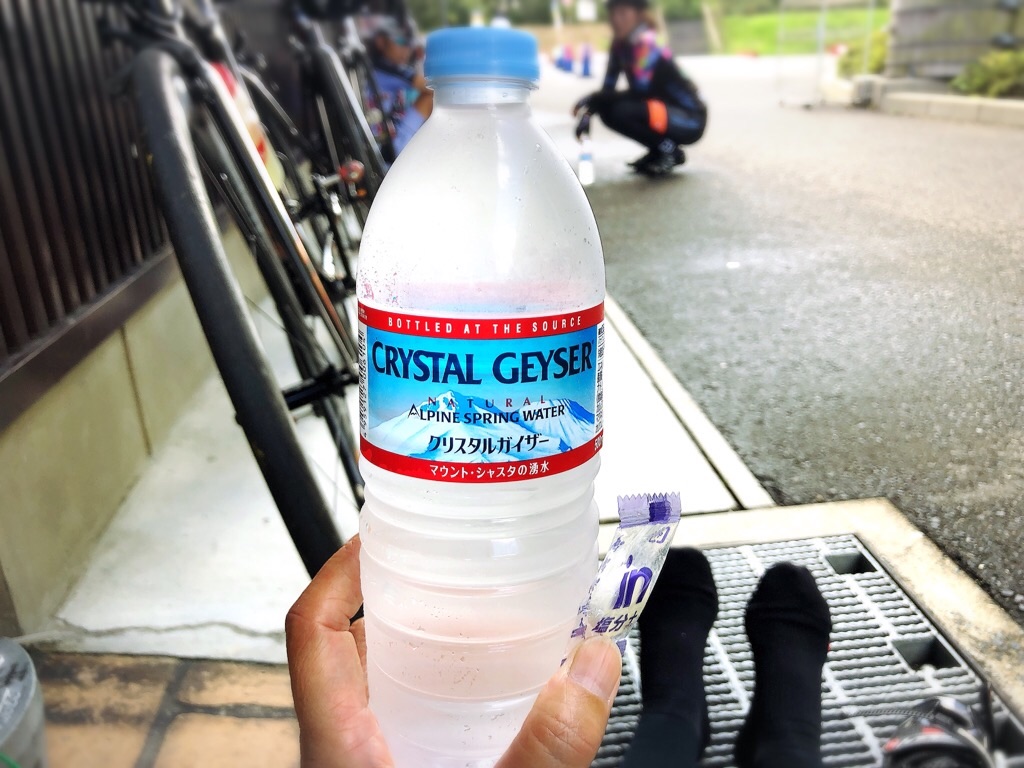 BOTTLED AT THE SOURCE
CRYSTAL GEYSER
NATURAL
ALPINE SPRING WATER
クリスタルガイザー
マウント・シャスタの湧水
in
塩分